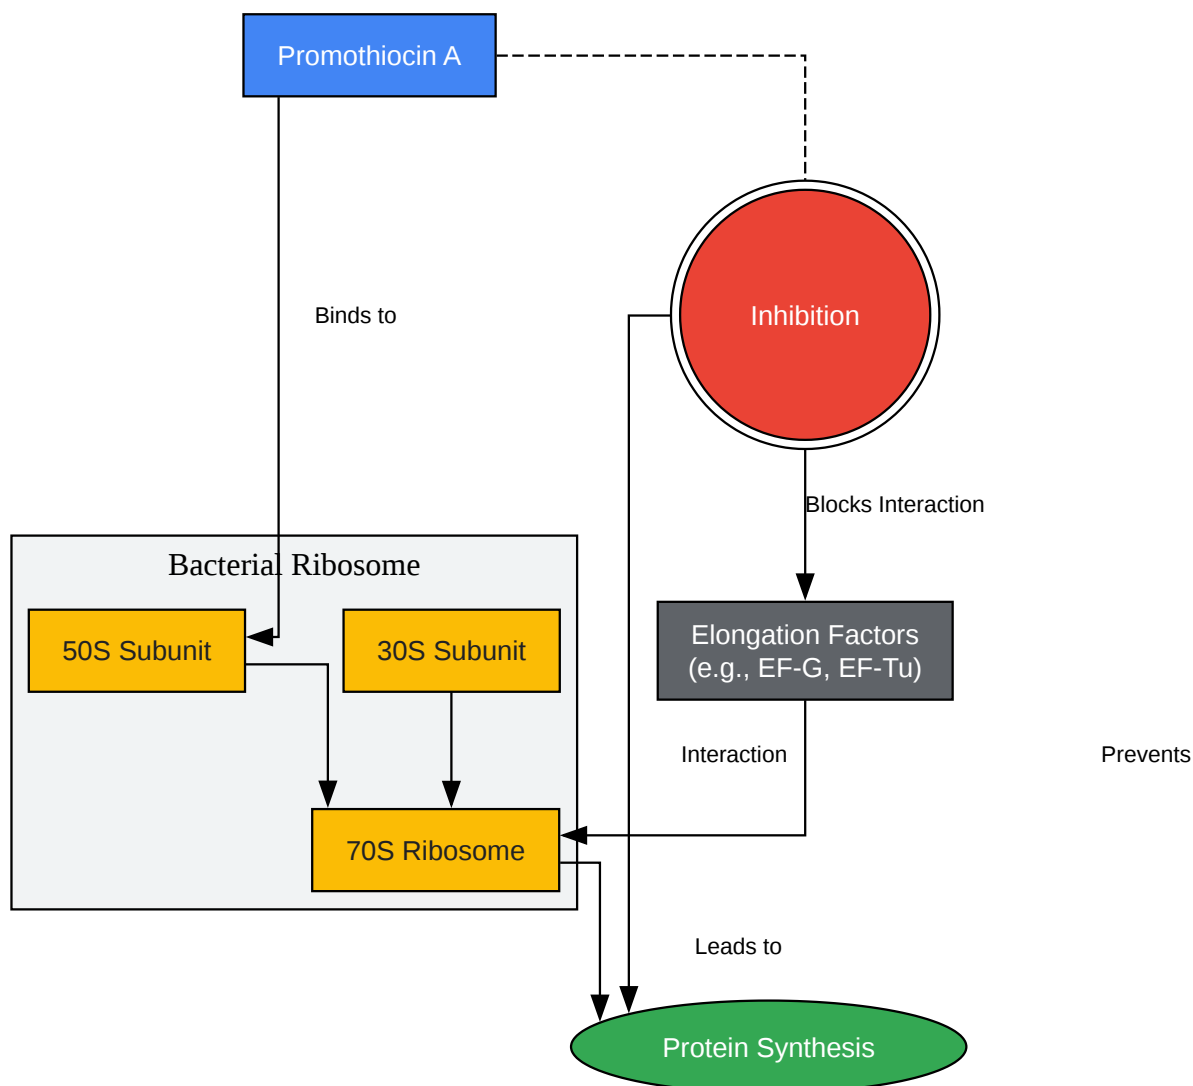 Promothiocin A
Inhibition
Binds to
Blocks Interaction
Bacterial Ribosome
50S Subunit
30S Subunit
Elongation Factors
(e.g., EF-G, EF-Tu)
Interaction
Prevents
70S Ribosome
Leads to
Protein Synthesis